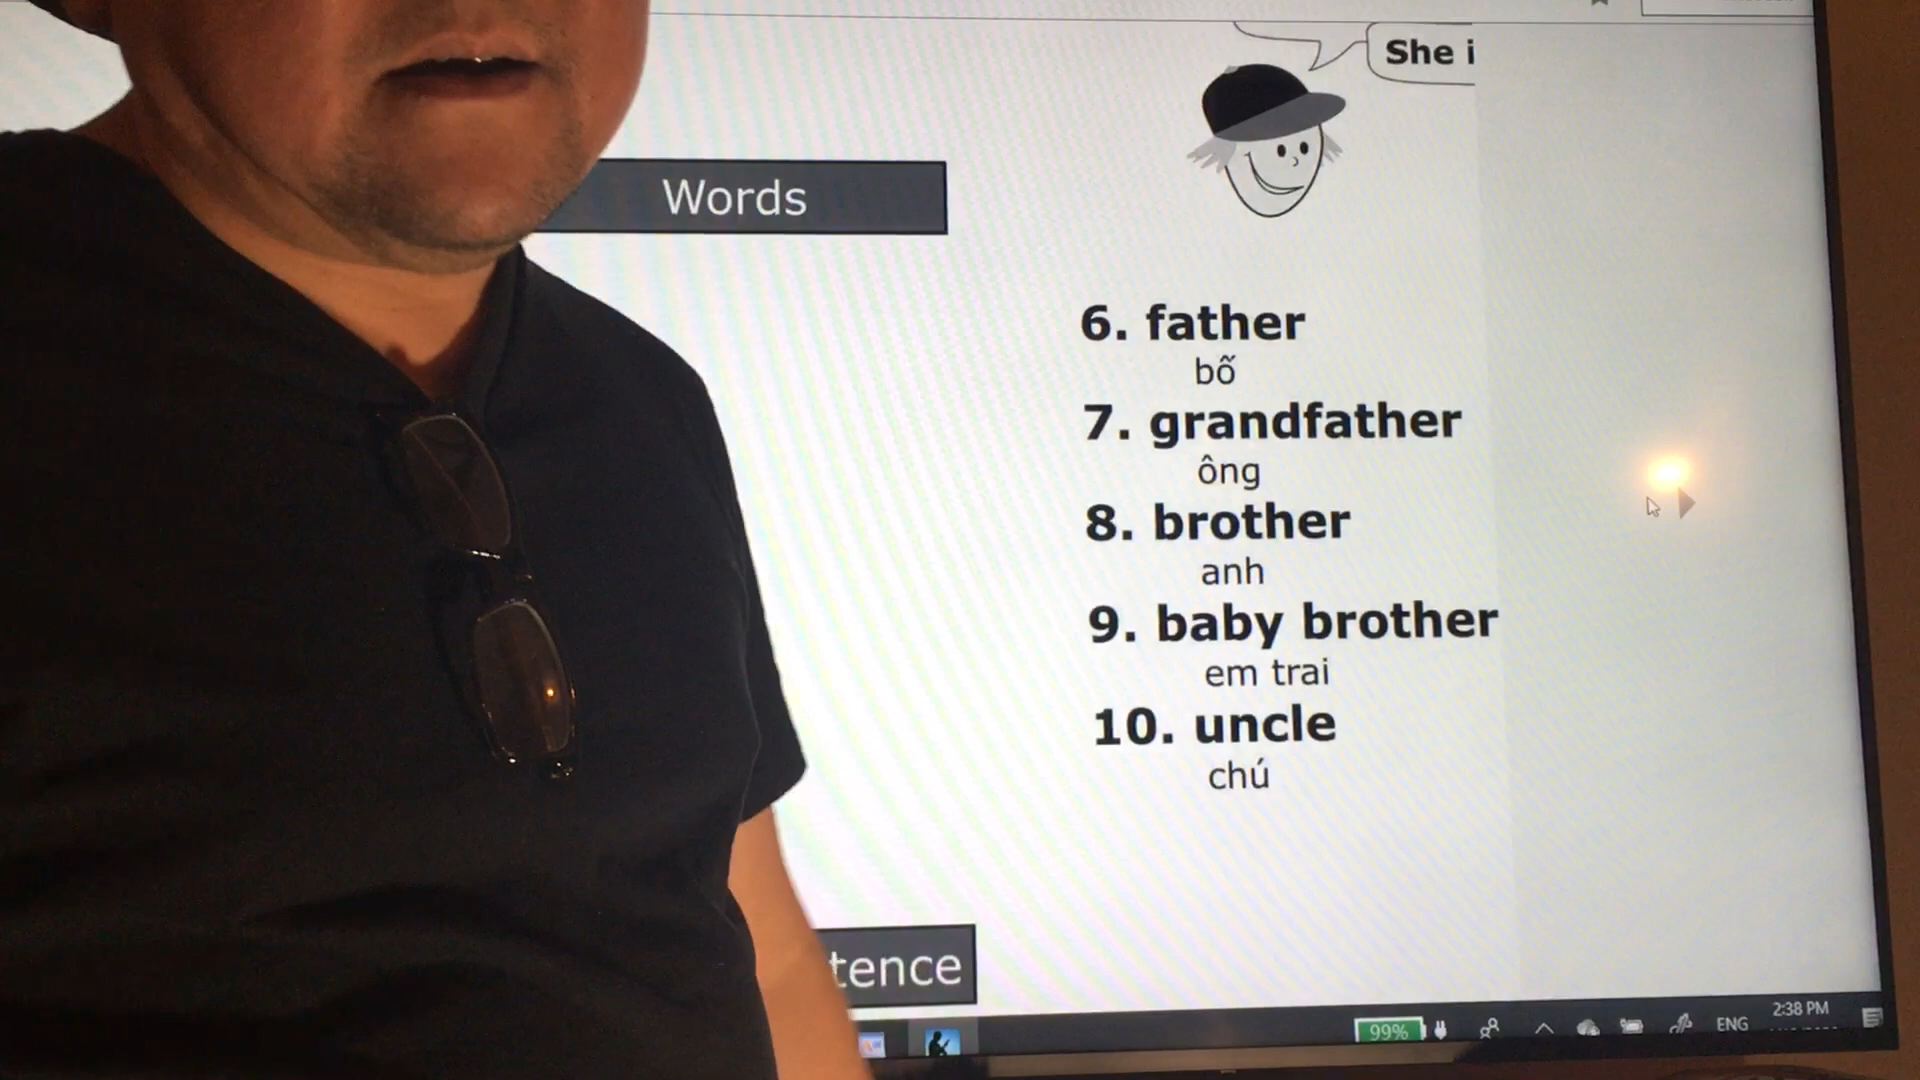 She i
Words
6. father
bỗ
7. grandfather
ông
8. brother
anh
9. baby brother
em trai
10. uncle
chú
tence
99%
ENG
2:38 PM